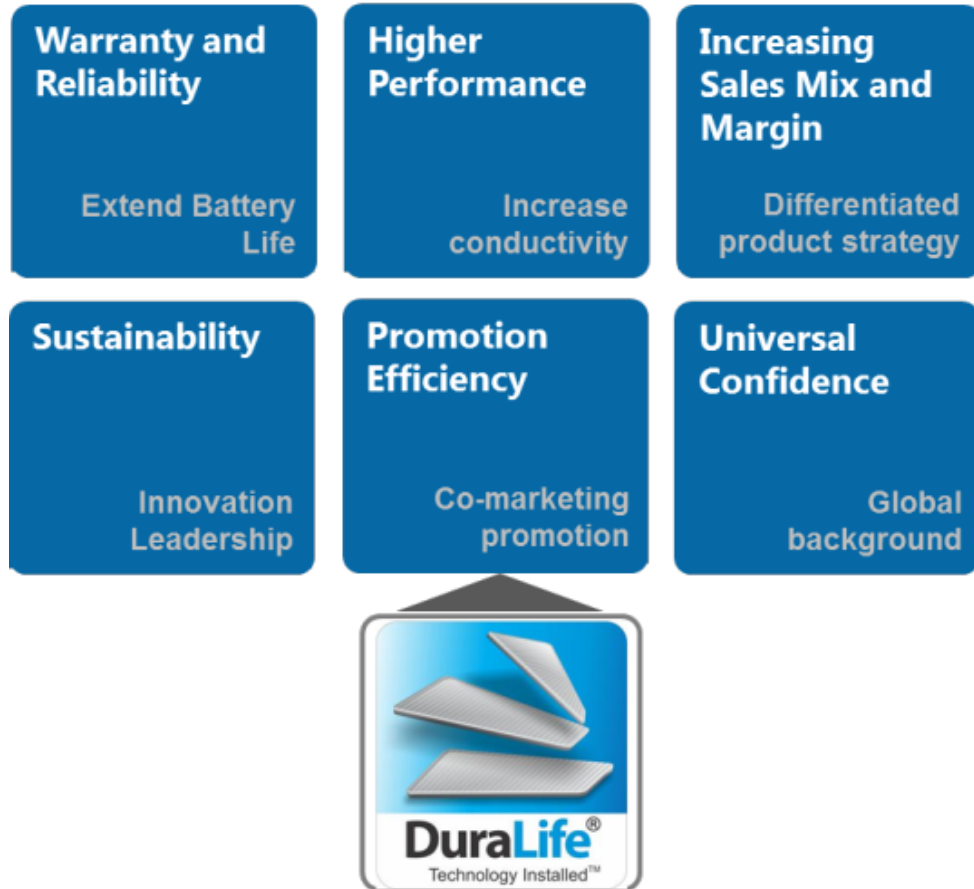 Warranty and
Reliability
Extend Battery
Life
Higher
Performance
Increase
conductivity
Increasing
Sales Mix and
Margin
Differentiated
product strategy
Sustainability
Innovation
Leadership
Promotion
Efficiency
Co-marketing
promotion
Universal
Confidence
Global
background
DuraLife®
Technology Installed™